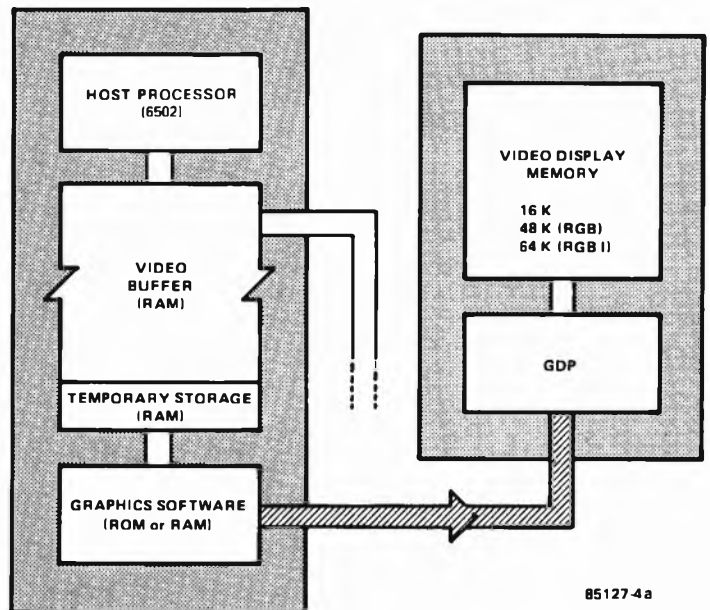 HOST PROCESSOR
(6502)
VIDEO
BUFFER
(RAM)
TEMPORARY STORAGE
(RAM)
GRAPHICS SOFTWARE
(ROM or RAM)
VIDEO DISPLAY
MEMORY
16 K
48 K (RGB)
64 K (RGB I)
GDP
85127-4a